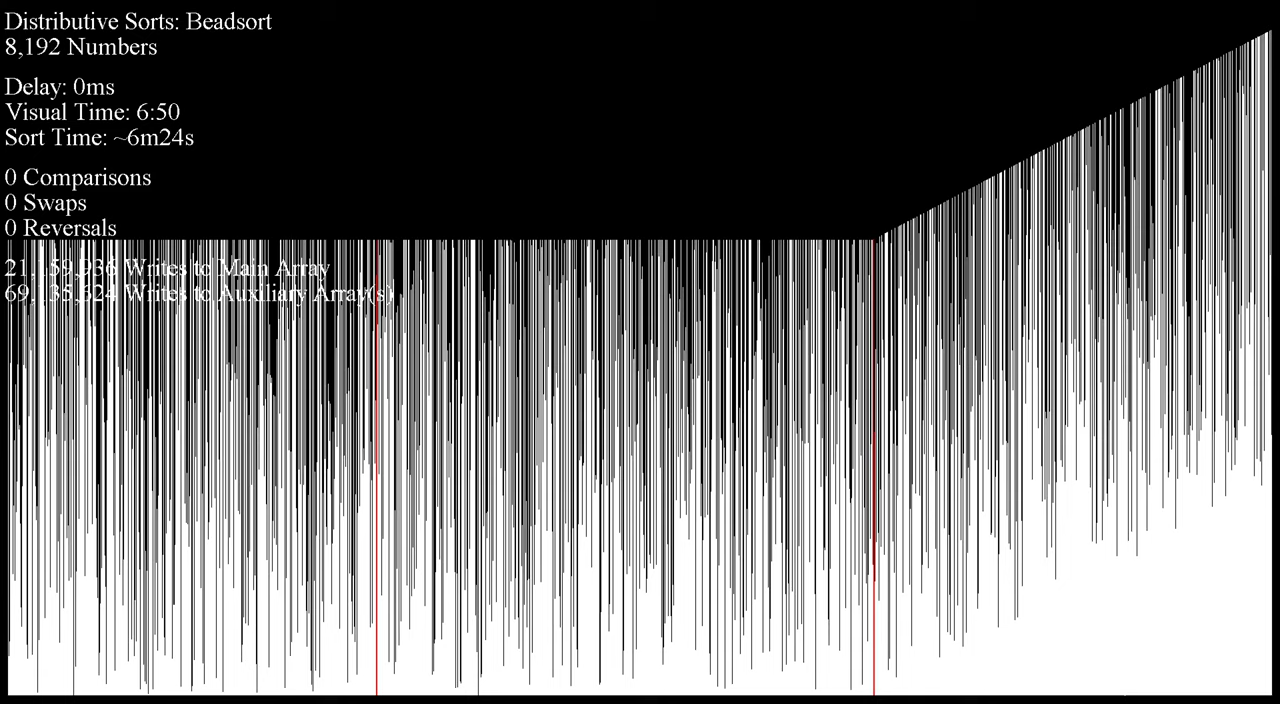 Distributive Sorts: Beadsort
8,192 Numbers
Delay: 0ms
Visual Time: 6:50
Sort Time: ~6m24s
0 Comparisons
0 Swaps
0 Reversals
Writes to Main Array
Writes to Auxiliary Array(s)